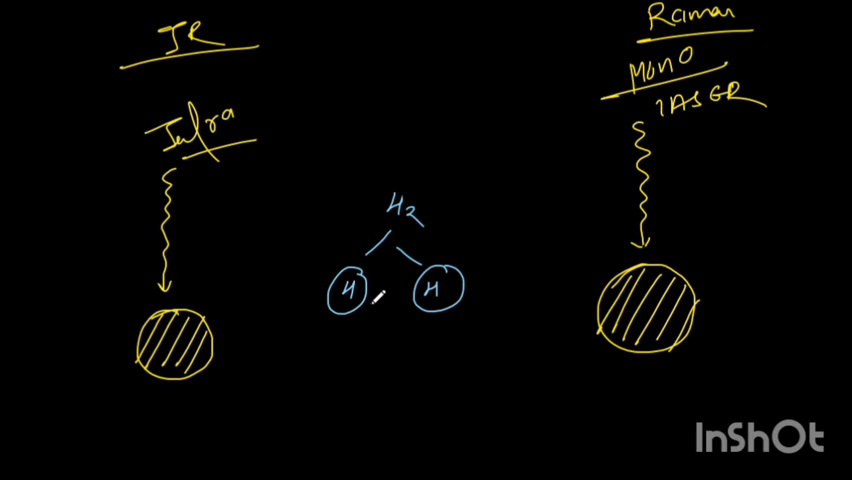 IR
Infra
H2
H H
Raman
Mono
LASER
InShOt